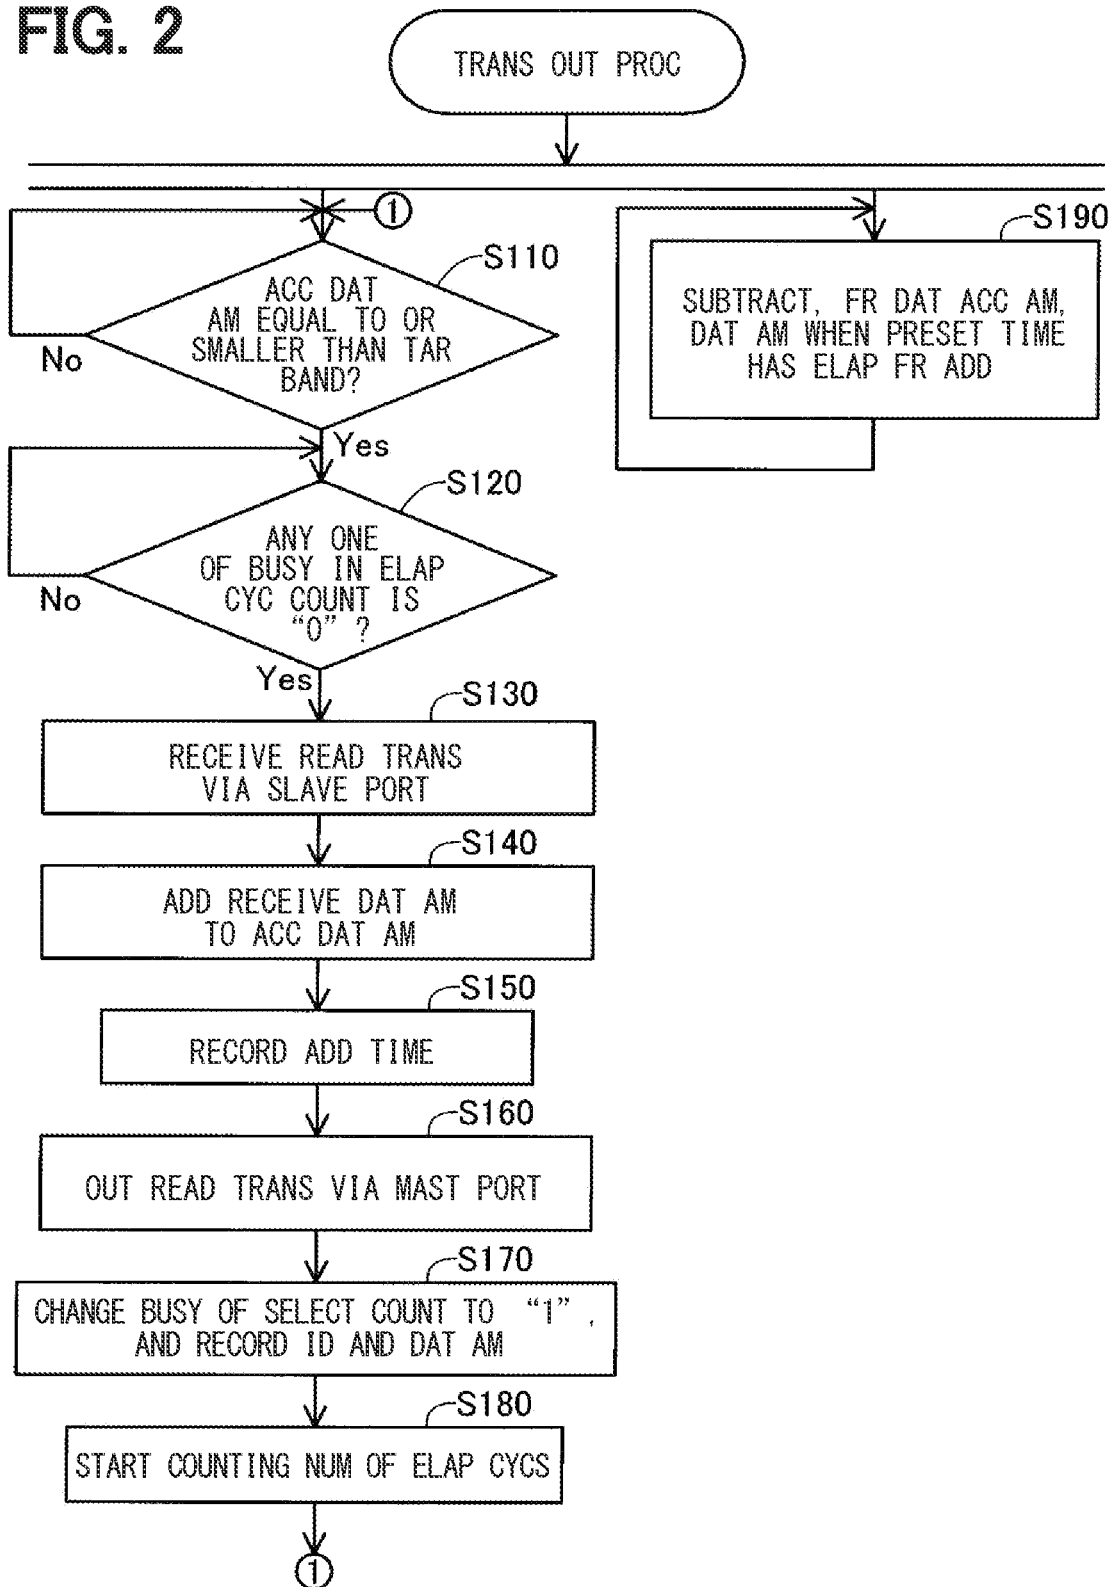 FIG. 2
TRANS OUT PROC
1
S110
ACC DAT
AM EQUAL TO OR
SMALLER THAN TAR
BAND?
No
Yes
S120
ANY ONE
OF BUSY IN ELAP
CYC COUNT IS
“0” ?
No
Yes
S130
RECEIVE READ TRANS
VIA SLAVE PORT
S140
ADD RECEIVE DAT AM
TO ACC DAT AM
S150
RECORD ADD TIME
S160
OUT READ TRANS VIA MAST PORT
S170
CHANGE BUSY OF SELECT COUNT TO “1”,
AND RECORD ID AND DAT AM
S180
START COUNTING NUM OF ELAP CYCS
1
S190
SUBTRACT, FR DAT ACC AM,
DAT AM WHEN PRESET TIME
HAS ELAP FR ADD